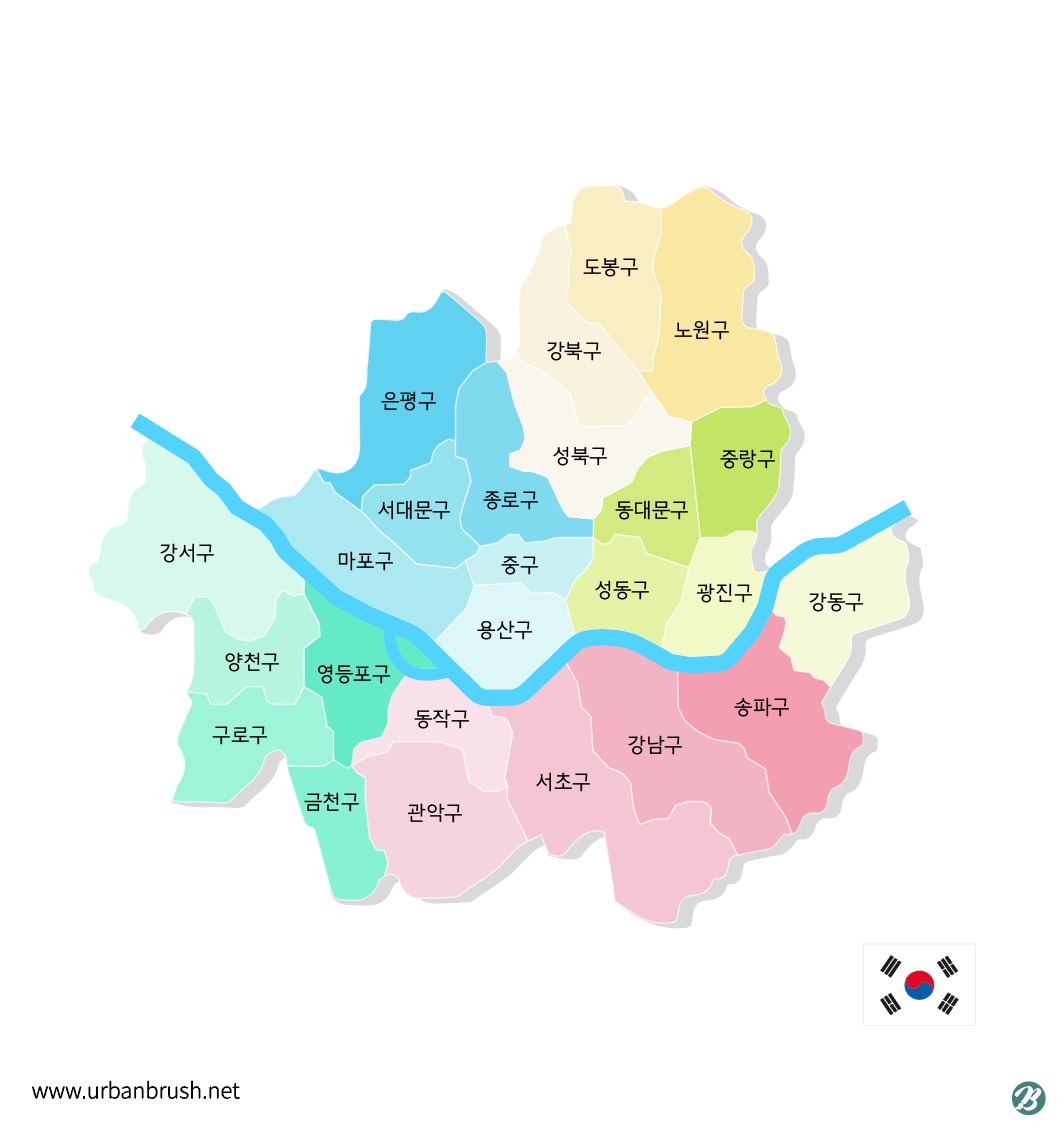 도봉구
노원구
강북구
은평구
성북구
중랑구
종로구
서대문구
동대문구
강서구
마포구
중구
성동구
광진구
강동구
용산구
양천구
영등포구
송파구
동작구
구로구
강남구
서초구
금천구
관악구
www.urbanbrush.net
B